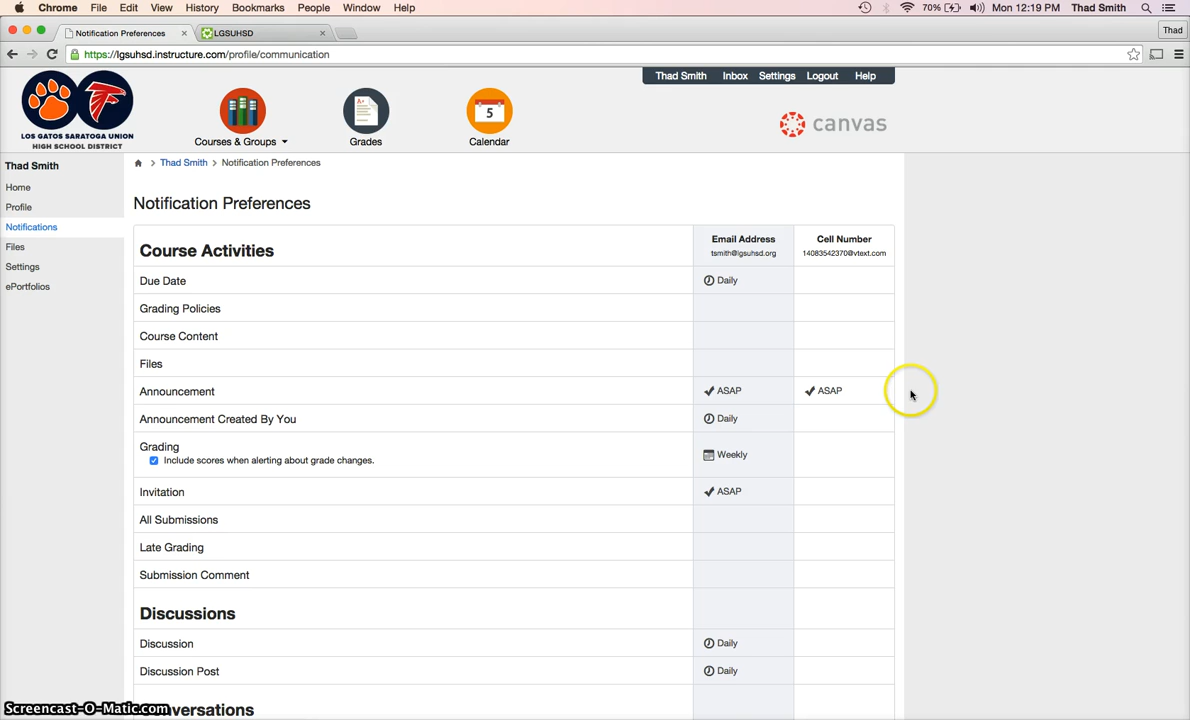 Chrome File Edit View History Bookmarks People Window Help 70% Mon 12:19 PM Thad Smith
Notification Preferences LGSUHSD Thad
https://lgsuhsd.instructure.com/profile/communication
Thad Smith Inbox Settings Logout Help
A+
5
canvas
LOS GATOS SARATOGA UNION
HIGH SCHOOL DISTRICT
Courses & Groups Grades Calendar
Thad Smith
Home
Profile
Notifications
Files
Settings
ePortfolios
> Thad Smith > Notification Preferences
Notification Preferences
Course Activities Email Address Cell Number
tsmith@lgsuhsd.org 14083542370@vtext.com
Due Date Daily
Grading Policies
Course Content
Files
Announcement ASAP ASAP
Announcement Created By You Daily
Grading Weekly
Include scores when alerting about grade changes.
Invitation ASAP
All Submissions
Late Grading
Submission Comment
Discussions
Discussion Daily
Discussion Post Daily
Screencast-O-Matic.com